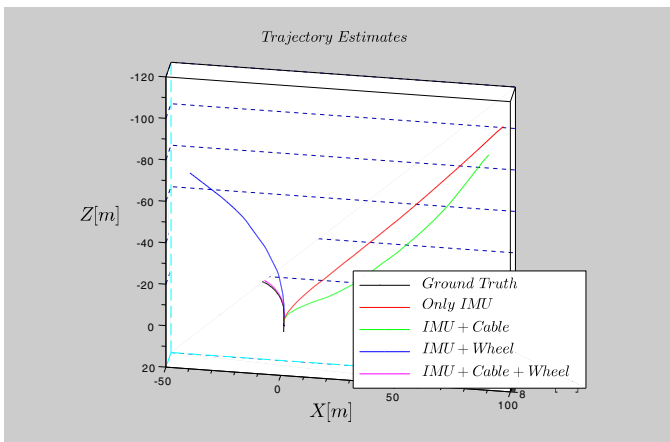 Trajectory Estimates
-120
-100
-80
-60
-40
-20
0
20
Z[m]
Ground Truth
Only IMU
IMU + Cable
IMU + Wheel
IMU + Cable + Wheel
-50
0
50
100
8
X[m]